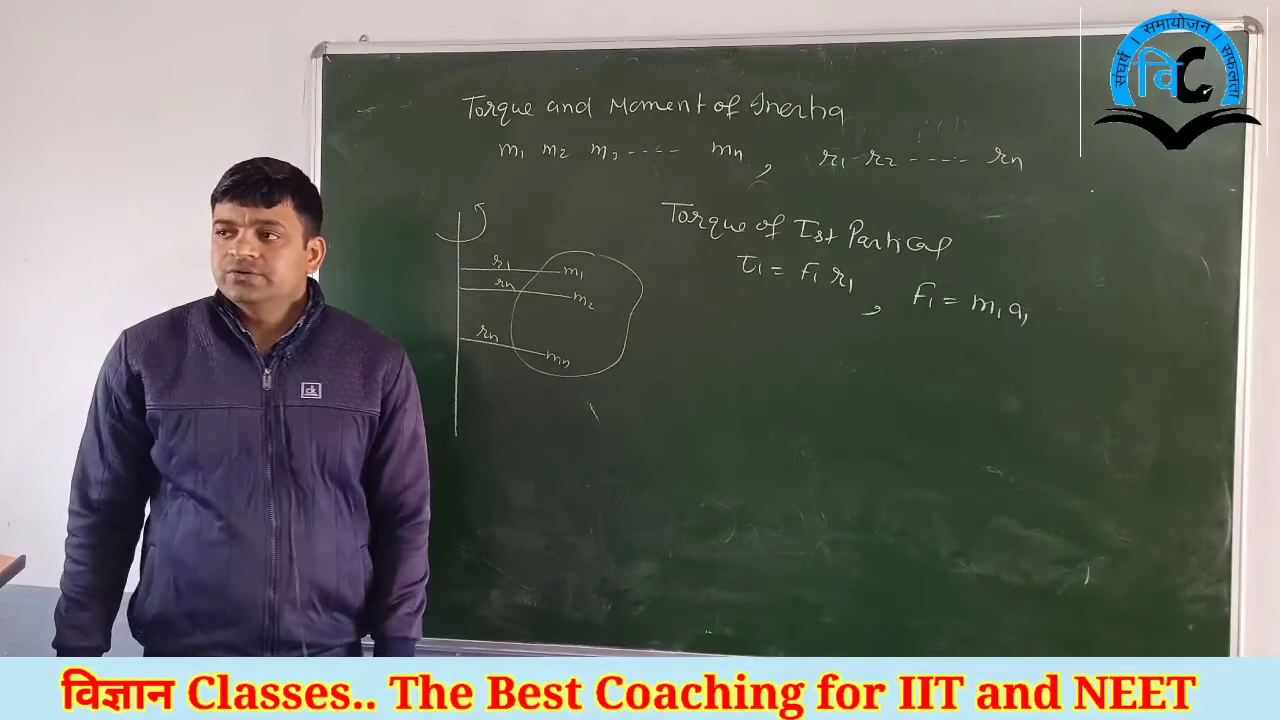 संघर्ष । समायोजन । सफलता
विC
Torque and Moment of Inertia
m₁ m₂ m₃ ----- mₙ , r₁ r₂ ----- rₙ
Torque of Ist Partical
τ₁ = F₁ r₁ , F₁ = m₁ a₁
r₁ m₁
rₙ m₂
rₙ mₙ
ck
विज्ञान Classes.. The Best Coaching for IIT and NEET